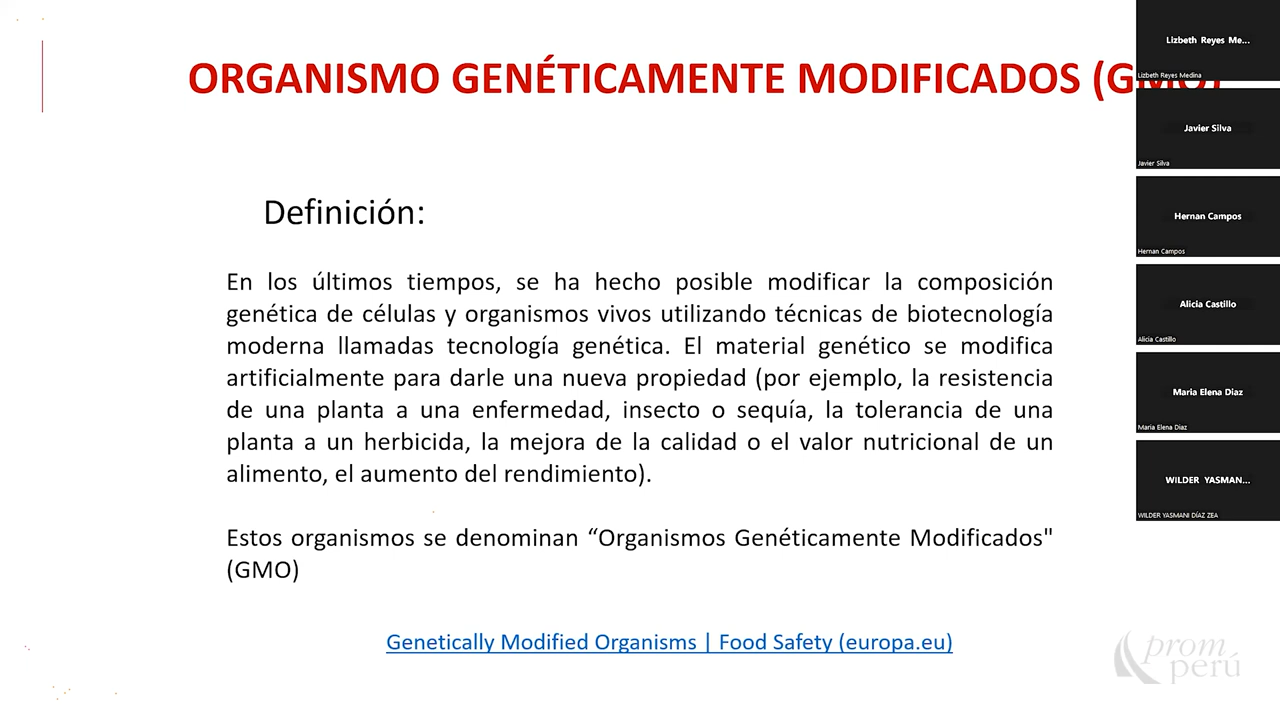 ORGANISMO GENÉTICAMENTE MODIFICADOS (GMO)
Definición:
En los últimos tiempos, se ha hecho posible modificar la composición
genética de células y organismos vivos utilizando técnicas de biotecnología
moderna llamadas tecnología genética. El material genético se modifica
artificialmente para darle una nueva propiedad (por ejemplo, la resistencia
de una planta a una enfermedad, insecto o sequía, la tolerancia de una
planta a un herbicida, la mejora de la calidad o el valor nutricional de un
alimento, el aumento del rendimiento).
Estos organismos se denominan “Organismos Genéticamente Modificados"
(GMO)
Genetically Modified Organisms | Food Safety (europa.eu)
prom
perú
Lizbeth Reyes Me...
Lizbeth Reyes Medina
Javier Silva
Javier Silva
Hernan Campos
Hernan Campos
Alicia Castillo
Alicia Castillo
Maria Elena Diaz
Maria Elena Diaz
WILDER YASMAN...
WILDER YASMANI DÍAZ ZEA